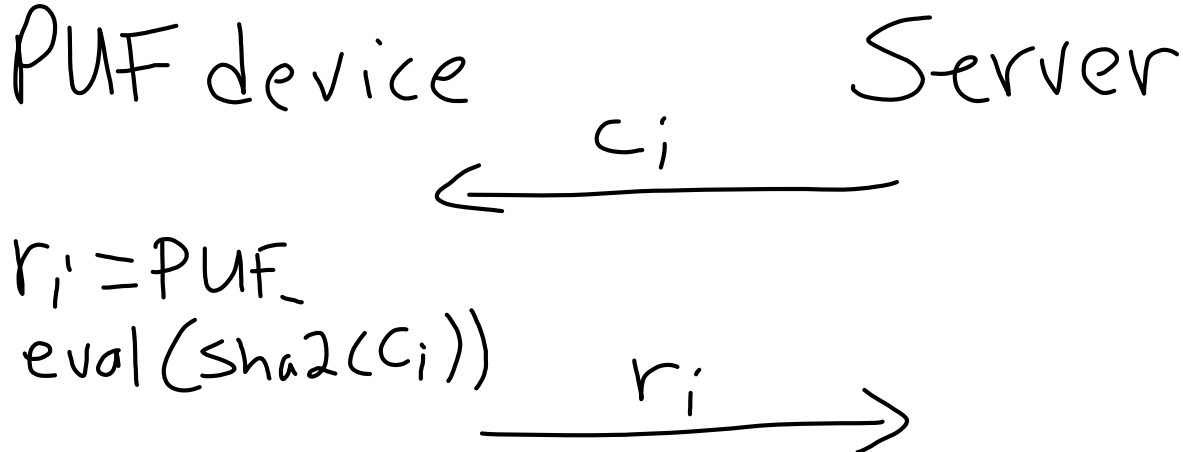 PUF device
Server
ci
ri = PUF_
eval(sha2(ci))
ri